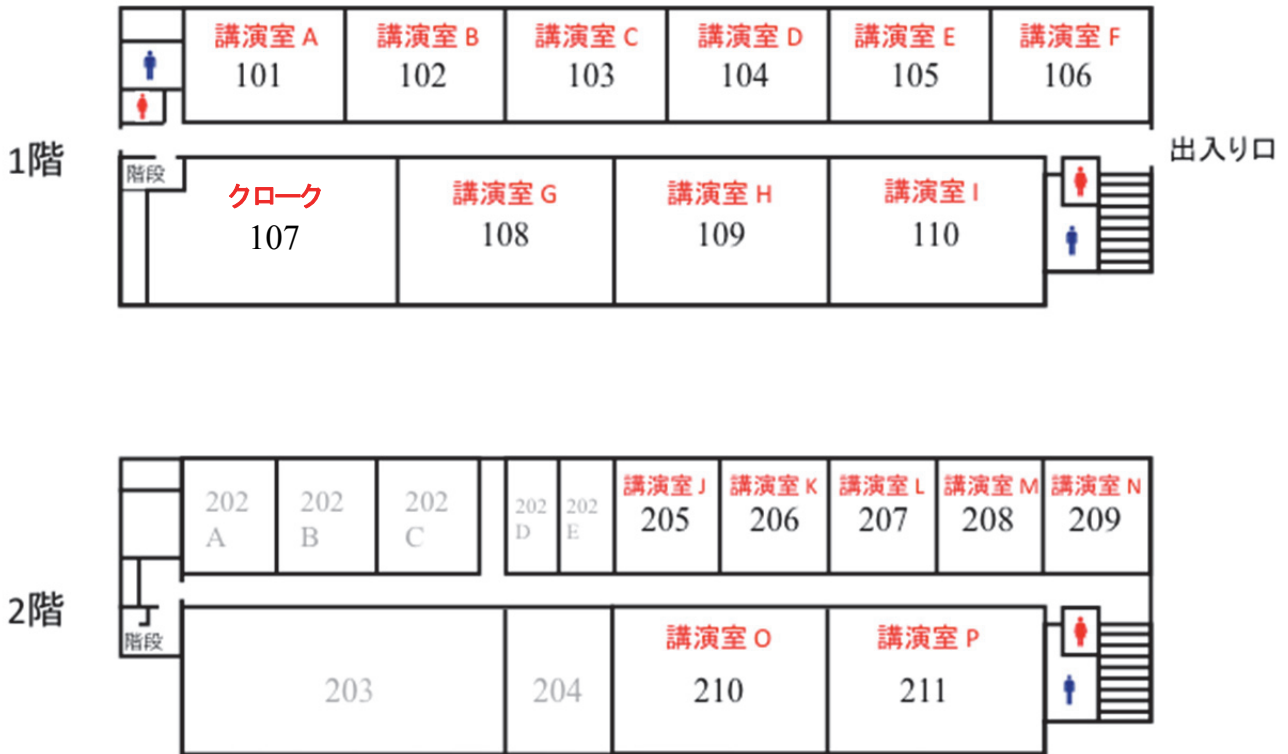 講演室 A
101
講演室 B
102
講演室 C
103
講演室 D
104
講演室 E
105
講演室 F
106
1階
出入り口
階段
クローク
107
講演室 G
108
講演室 H
109
講演室 I
110
202
A
202
B
202
C
202
D
202
E
講演室 J
205
講演室 K
206
講演室 L
207
講演室 M
208
講演室 N
209
2階
階段
203
204
講演室 O
210
講演室 P
211